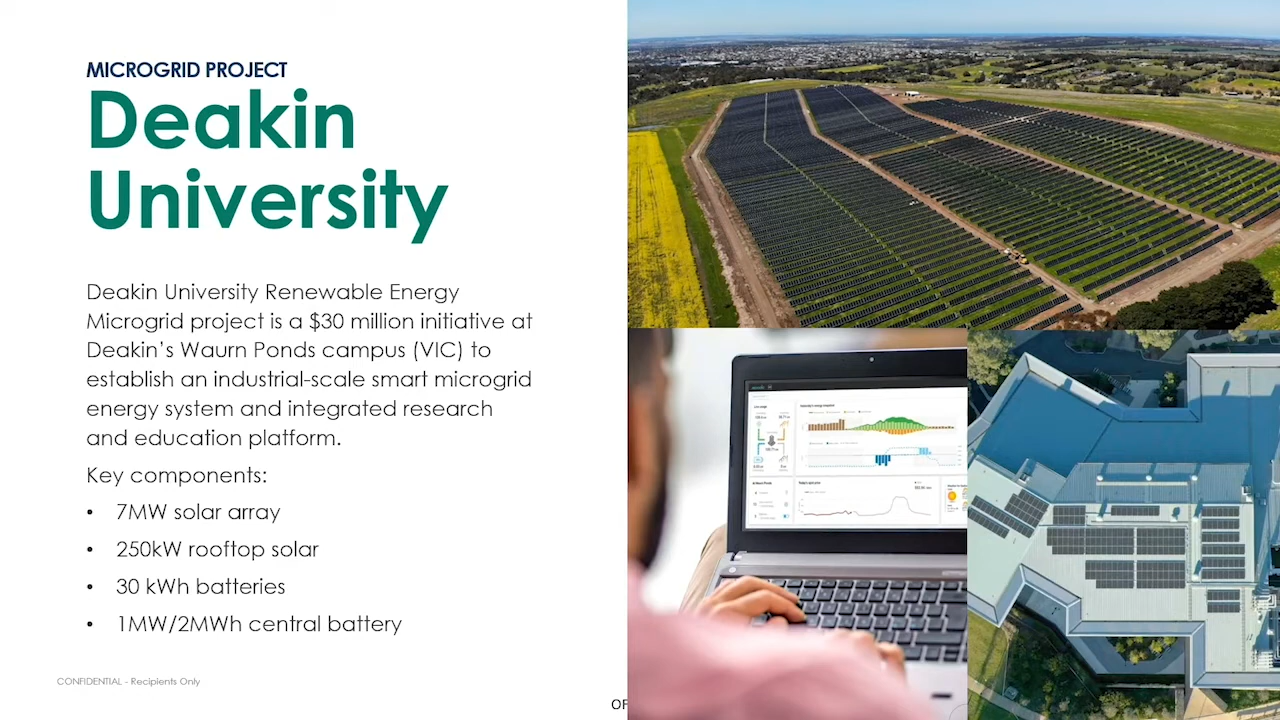 MICROGRID PROJECT
Deakin
University
Deakin University Renewable Energy
Microgrid project is a $30 million initiative at
Deakin's Waurn Ponds campus (VIC) to
establish an industrial-scale smart microgrid
energy system and integrated research
and education platform.
Key components:
• 7MW solar array
• 250kW rooftop solar
• 30 kWh batteries
• 1MW/2MWh central battery
CONFIDENTIAL - Recipients Only